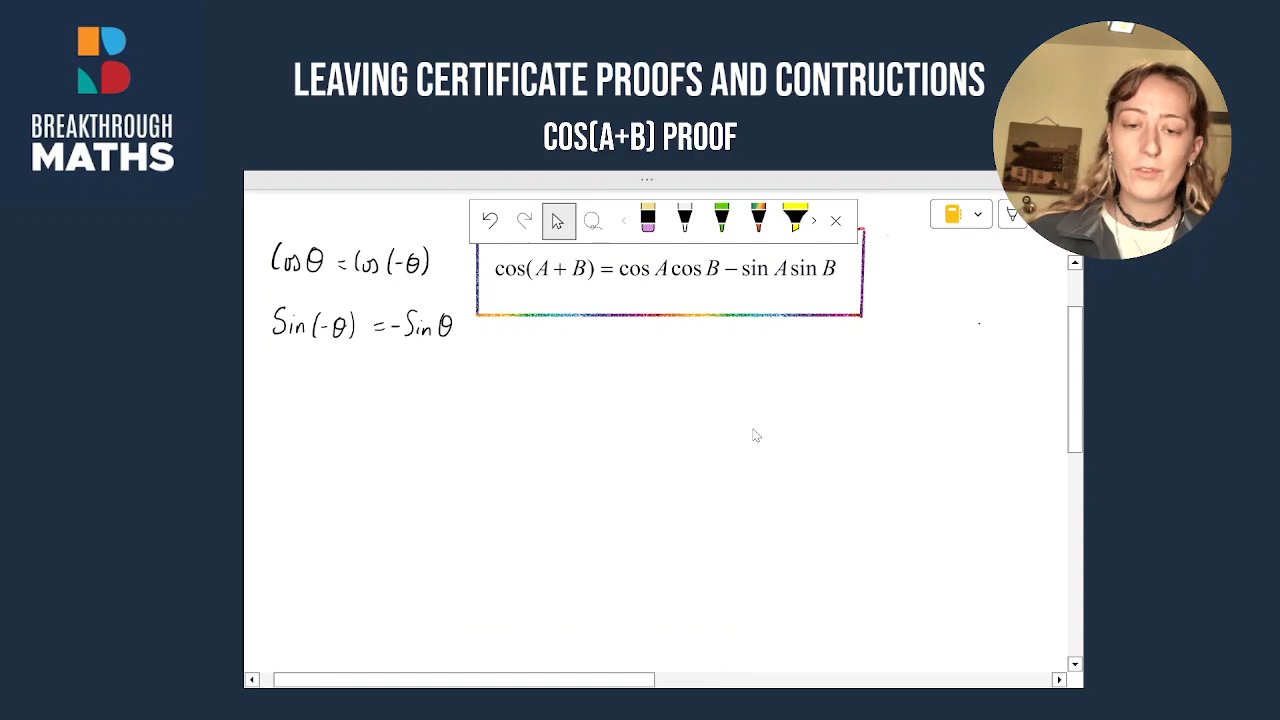 LEAVING CERTIFICATE PROOFS AND CONTRUCTIONS
COS(A+B) PROOF
BREAKTHROUGH
MATHS
Cosθ = Cos(-θ)
cos(A + B) = cos A cos B − sin A sin B
Sin(-θ) = -Sinθ